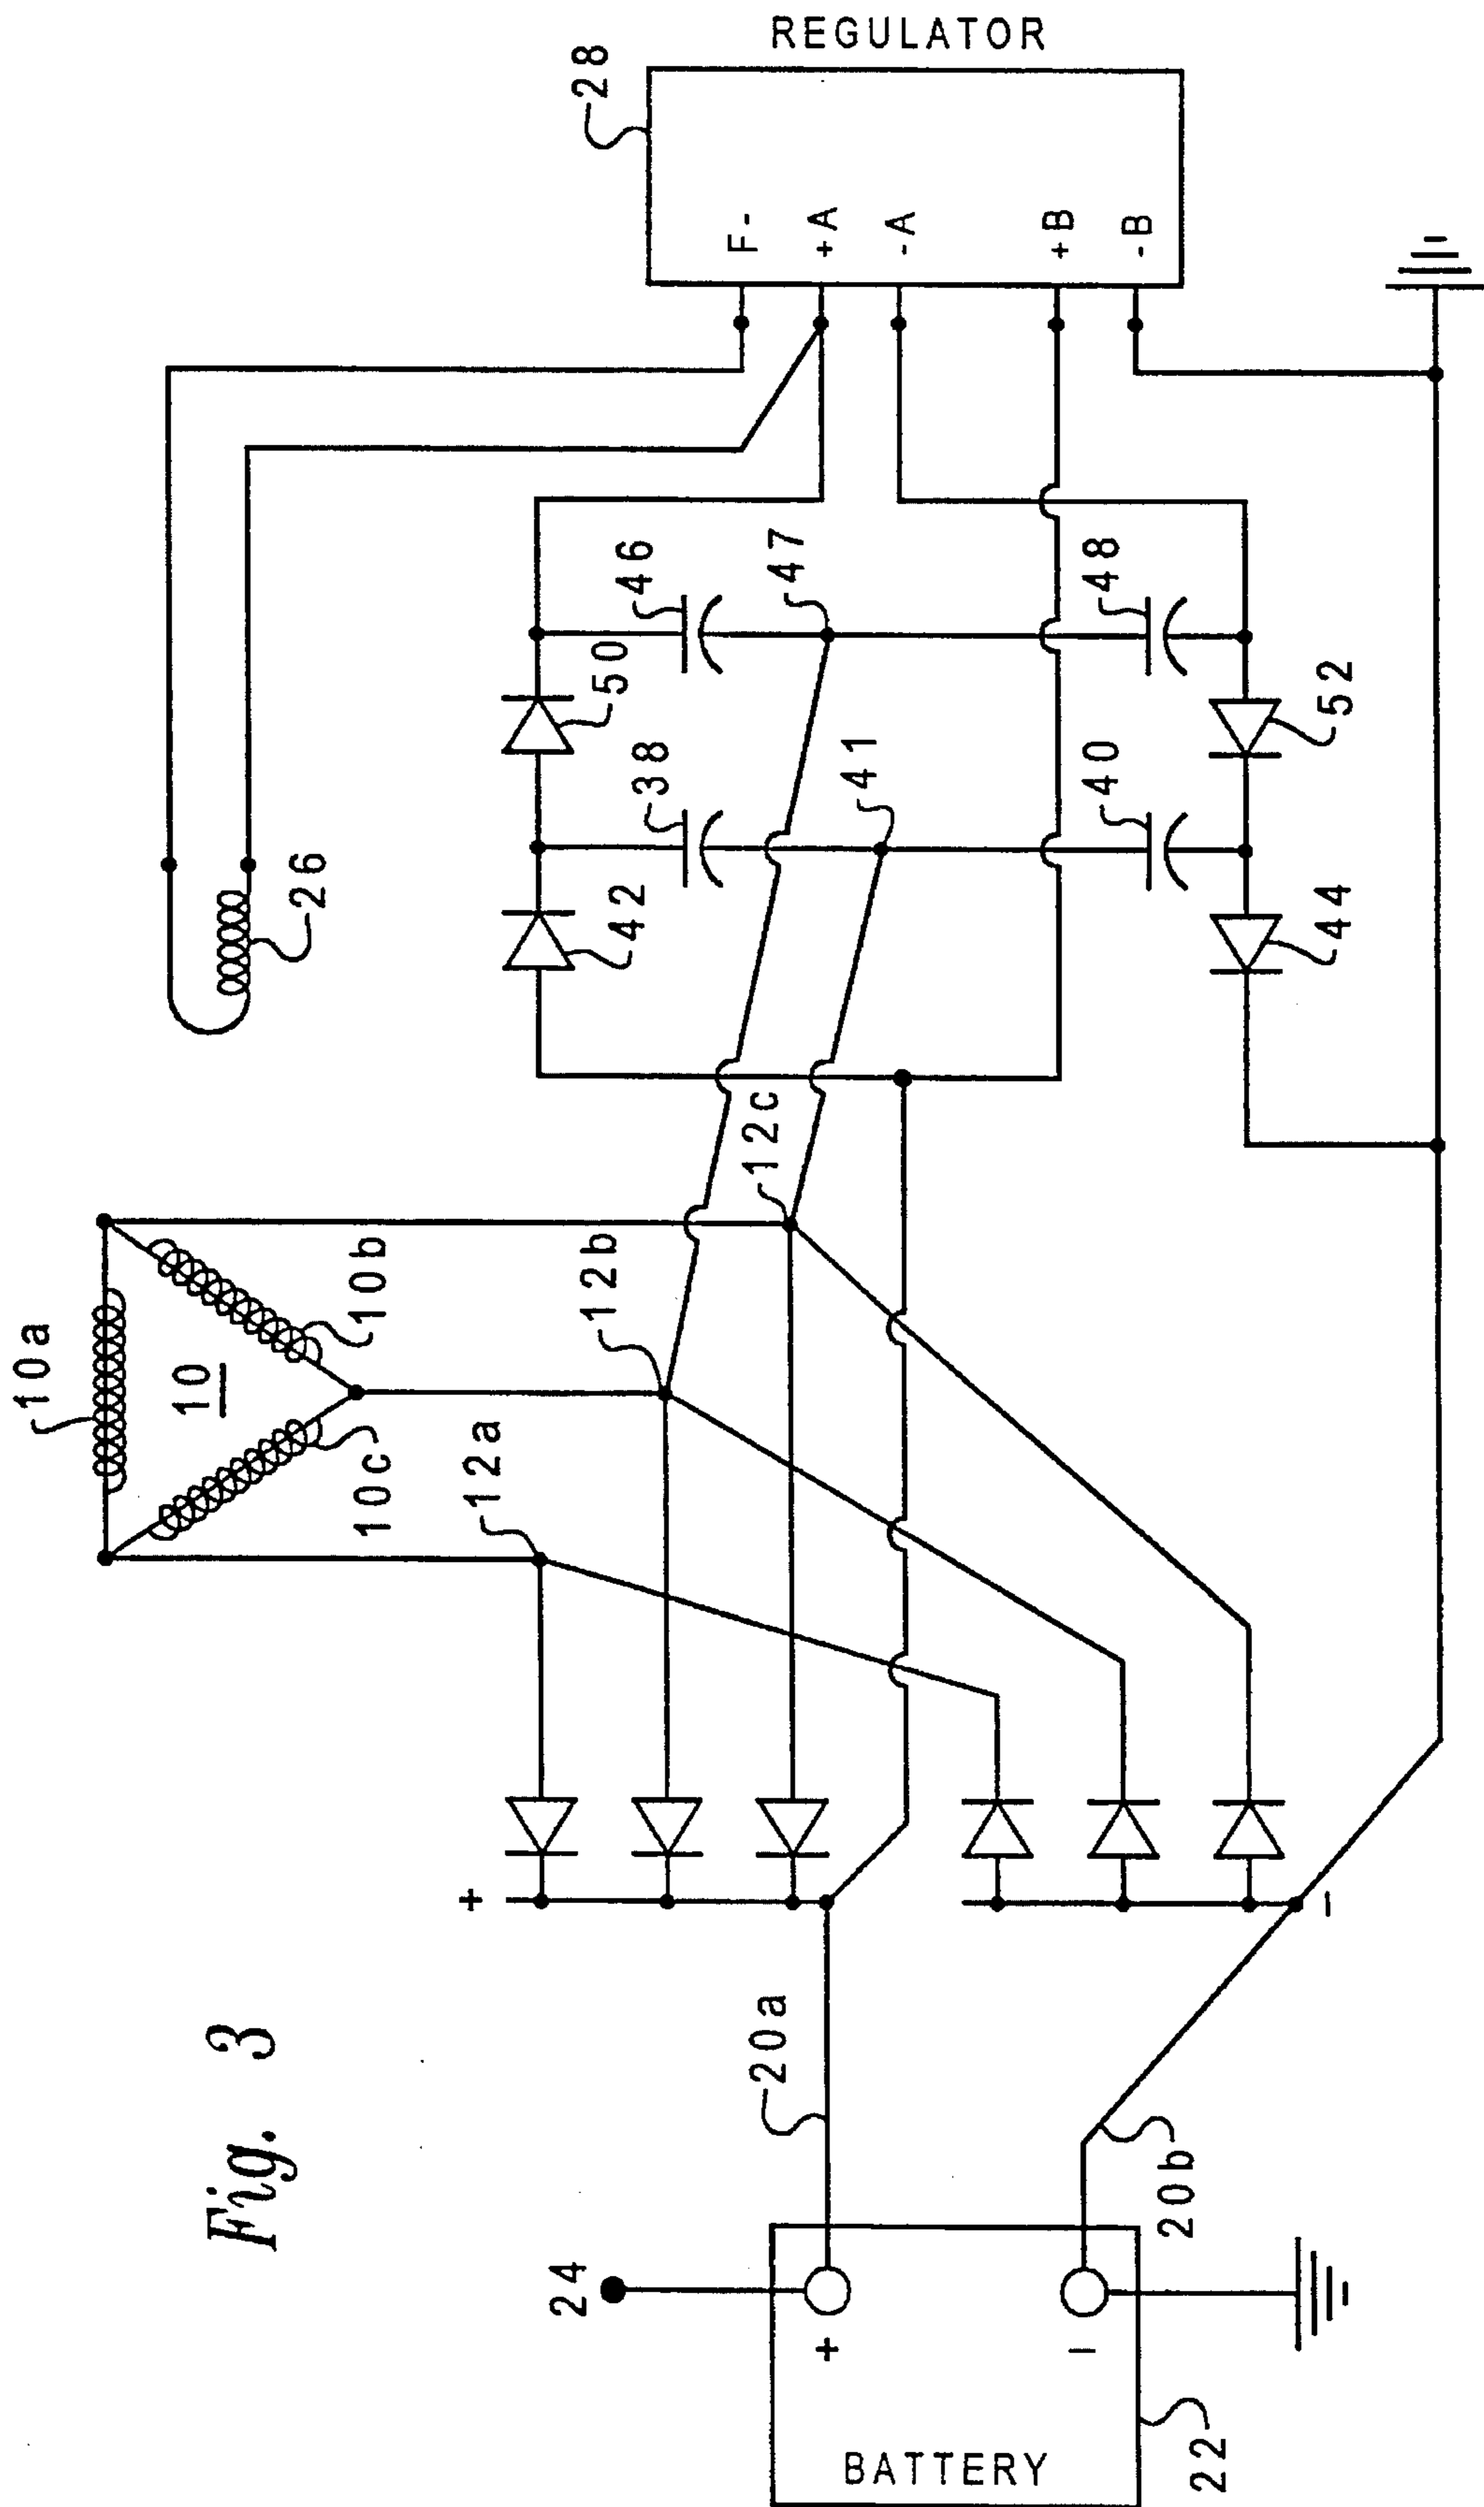 Fig. 3
10a
10
10b
10c
12a
12b
12c
26
28
REGULATOR
F-
+A
-A
+B
-B
42
50
38
46
41
47
40
48
44
52
+
-
20a
20b
24
+
-
BATTERY
22